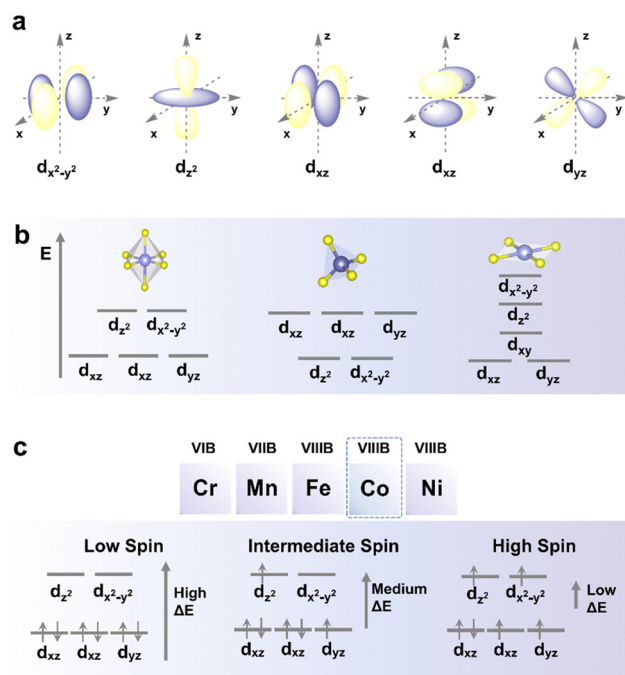 a
z z z z z
y y y y y
x x x x x
dx²-y² dz² dxz dxz dyz
b
E
dx²-y²
dz² dx²-y² dxz dxz dyz dz²
dxy
dxz dxz dyz dz² dx²-y² dxz dyz
c
VIB VIIB VIIIB VIIIB VIIIB
Cr Mn Fe Co Ni
Low Spin Intermediate Spin High Spin
dz² dx²-y² High ΔE dz² dx²-y² Medium ΔE dz² dx²-y² Low ΔE
dxz dxz dyz dxz dxz dyz dxz dxz dyz